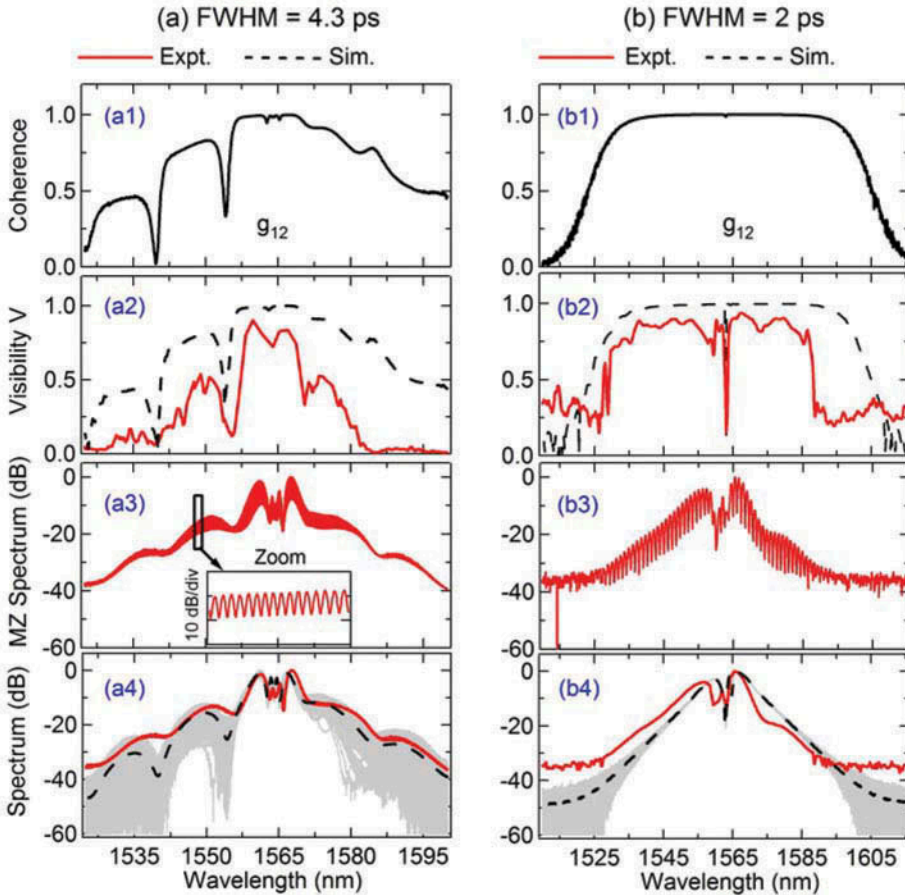 (a) FWHM = 4.3 ps
(b) FWHM = 2 ps
Expt. Sim.
Expt. Sim.
Coherence
1.0
0.5
0.0
(a1)
g12
1.0
0.5
0.0
(b1)
g12
Visibility V
1.0
0.5
0.0
(a2)
1.0
0.5
0.0
(b2)
MZ Spectrum (dB)
0
-20
-40
-60
(a3)
Zoom
10 dB/div
0
-20
-40
-60
(b3)
Spectrum (dB)
0
-20
-40
-60
(a4)
1535 1550 1565 1580 1595
Wavelength (nm)
0
-20
-40
-60
(b4)
1525 1545 1565 1585 1605
Wavelength (nm)